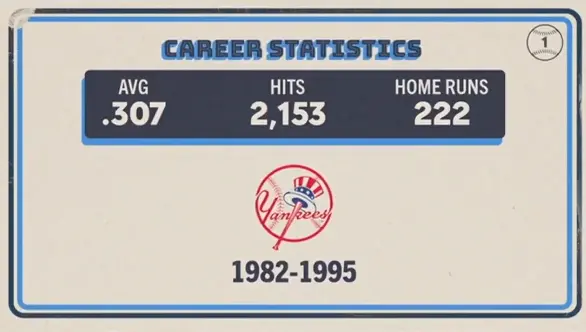 CAREER STATISTICS
1
AVG HITS HOME RUNS
.307 2,153 222
Yankees
1982-1995